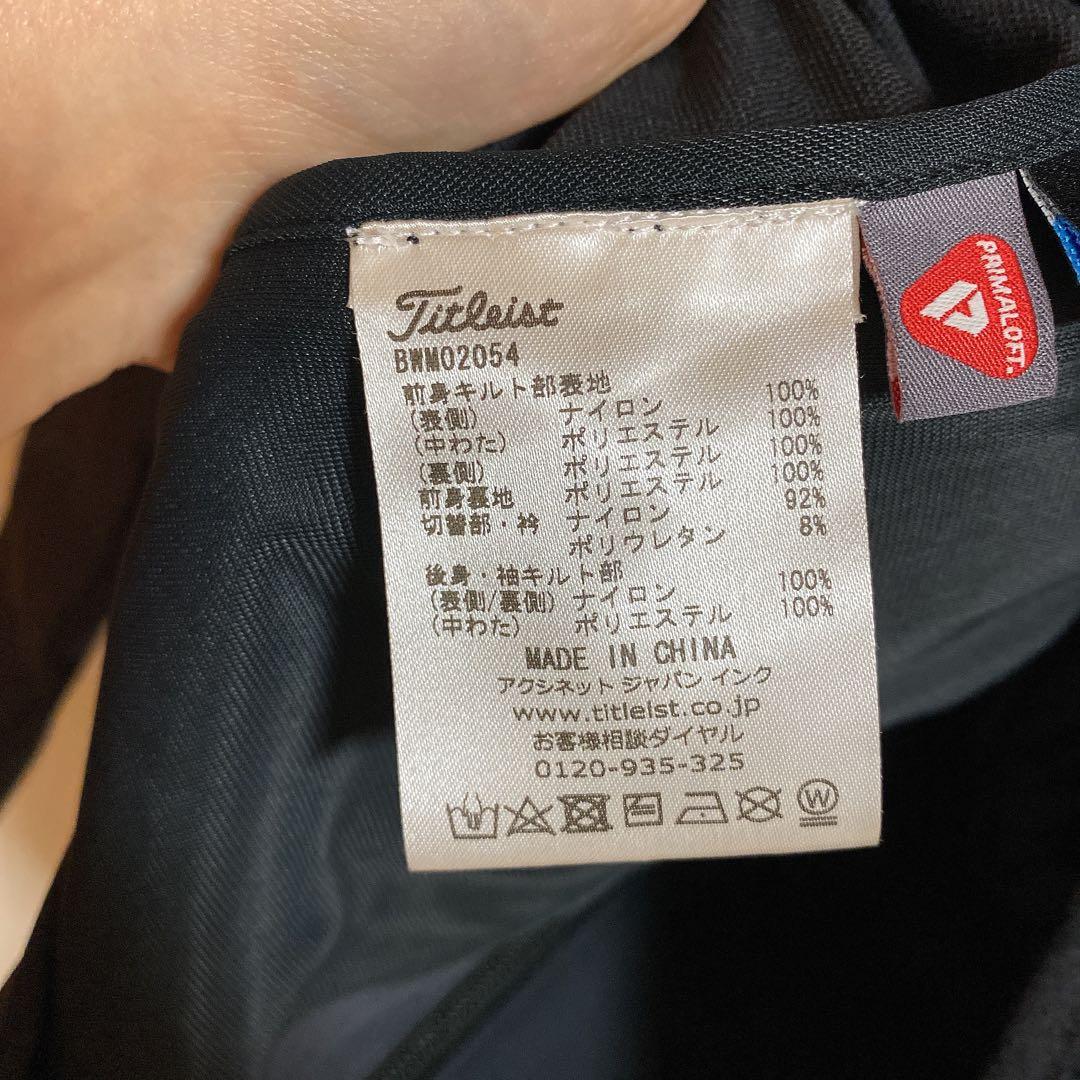 Titleist
BWM02054
前身キルト部表地
(表側) ナイロン 100%
(中わた) ポリエステル 100%
(裏側) ポリエステル 100%
前身裏地 ポリエステル 100%
切替部・衿 ナイロン 92%
ポリウレタン 8%
後身・袖キルト部
(表側/裏側) ナイロン 100%
(中わた) ポリエステル 100%
MADE IN CHINA
アクシネット ジャパン インク
www.titleist.co.jp
お客様相談ダイヤル
0120-935-325
W
PRIMALOFT.